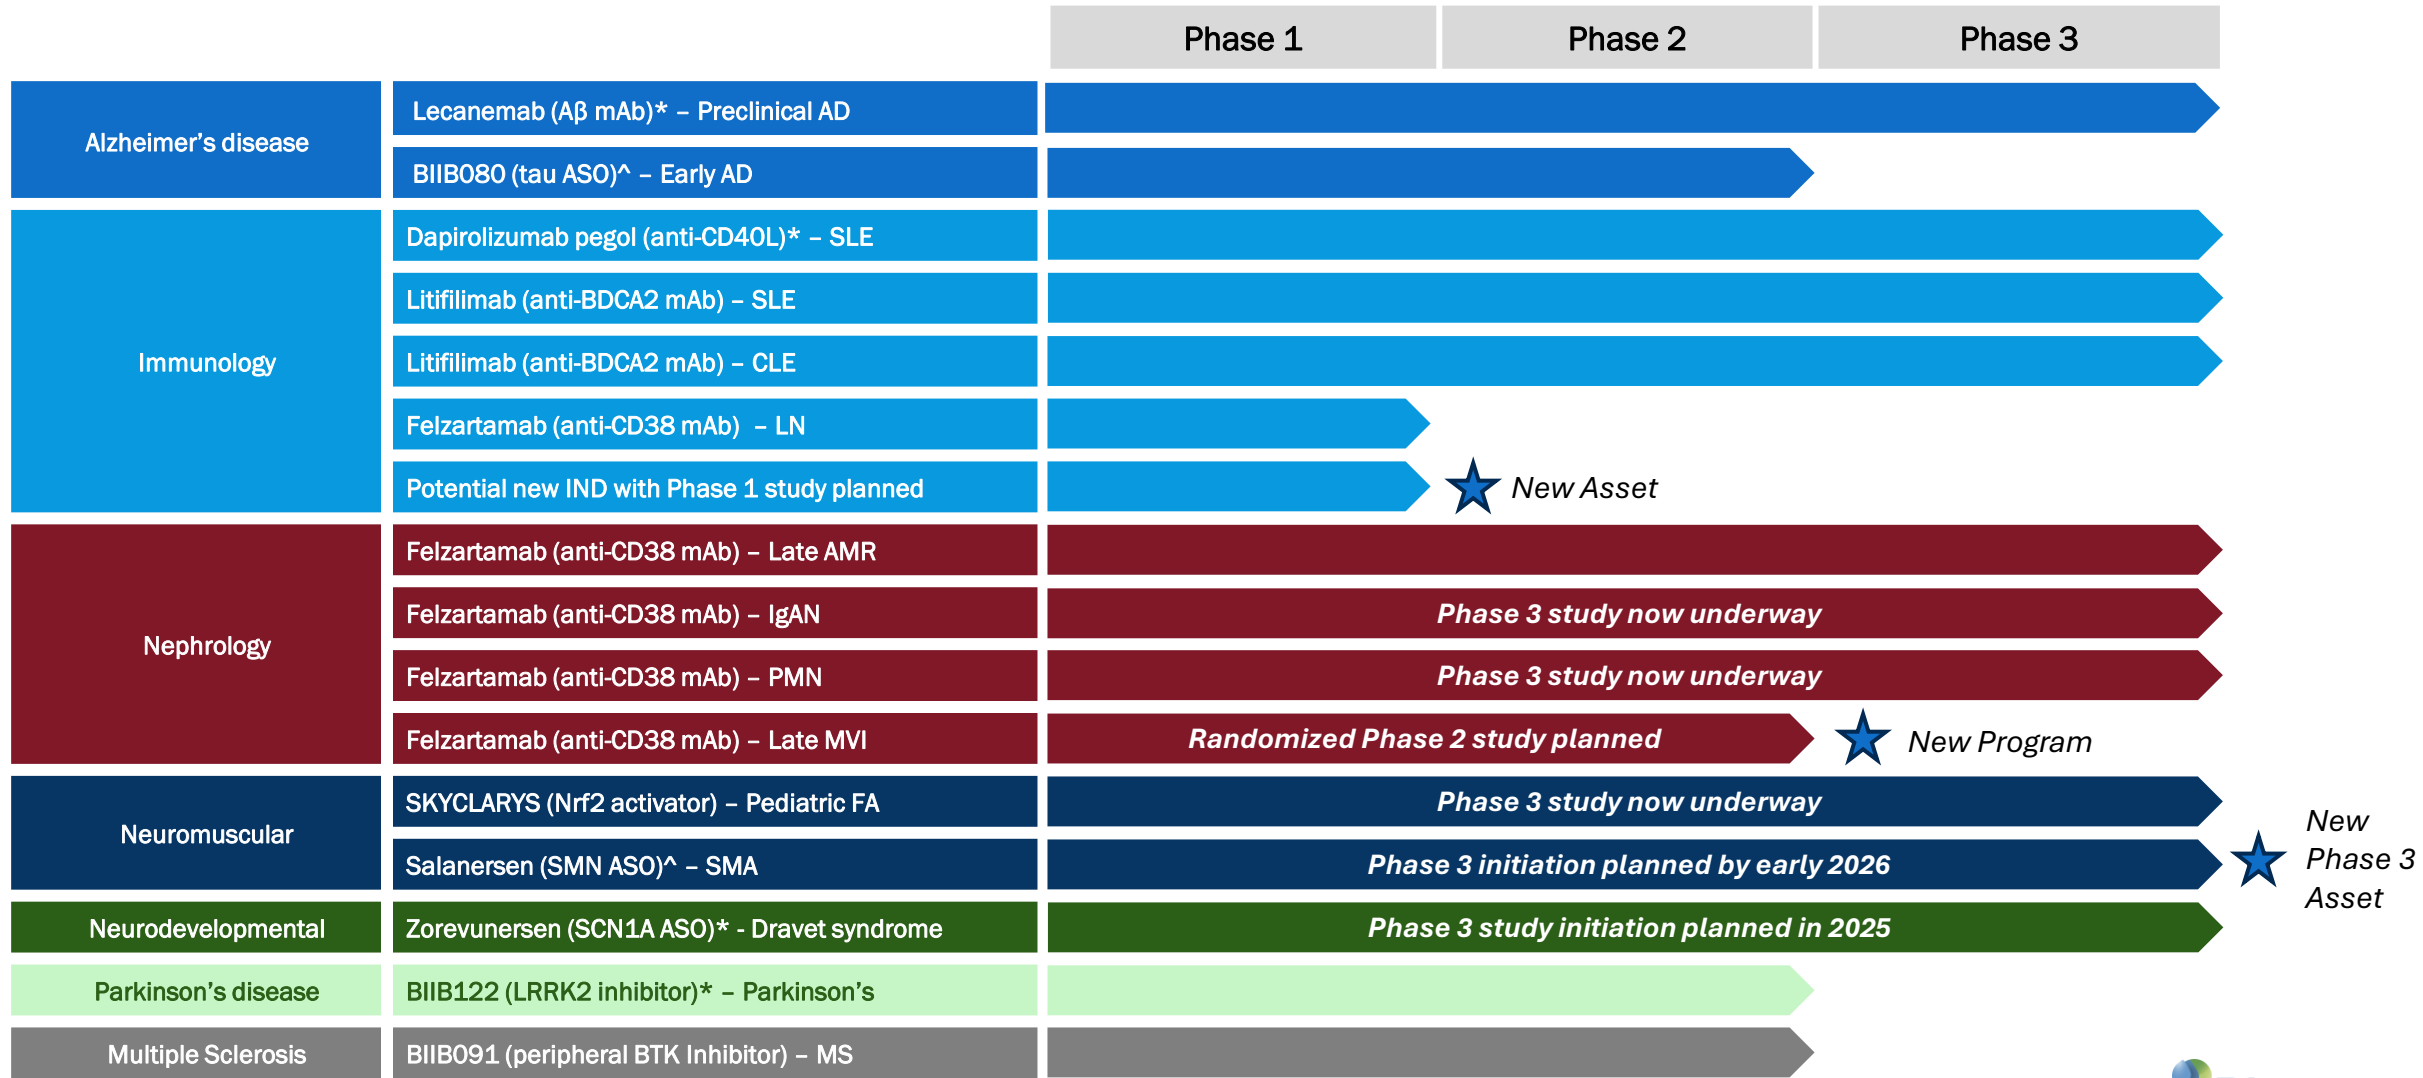 Phase 1 Phase 2 Phase 3
Alzheimer's disease
Lecanemab (Aβ mAb)* – Preclinical AD
BIIB080 (tau ASO)^ – Early AD
Immunology
Dapirolizumab pegol (anti-CD40L)* – SLE
Litifilimab (anti-BDCA2 mAb) – SLE
Litifilimab (anti-BDCA2 mAb) – CLE
Felzartamab (anti-CD38 mAb) – LN
Potential new IND with Phase 1 study planned
New Asset
Nephrology
Felzartamab (anti-CD38 mAb) – Late AMR
Felzartamab (anti-CD38 mAb) – IgAN
Phase 3 study now underway
Felzartamab (anti-CD38 mAb) – PMN
Phase 3 study now underway
Felzartamab (anti-CD38 mAb) – Late MVI
Randomized Phase 2 study planned
New Program
Neuromuscular
SKYCLARYS (Nrf2 activator) – Pediatric FA
Phase 3 study now underway
Salanersen (SMN ASO)^ – SMA
Phase 3 initiation planned by early 2026
New
Phase 3
Asset
Neurodevelopmental
Zorevunersen (SCN1A ASO)* - Dravet syndrome
Phase 3 study initiation planned in 2025
Parkinson's disease
BIIB122 (LRRK2 inhibitor)* – Parkinson's
Multiple Sclerosis
BIIB091 (peripheral BTK Inhibitor) – MS